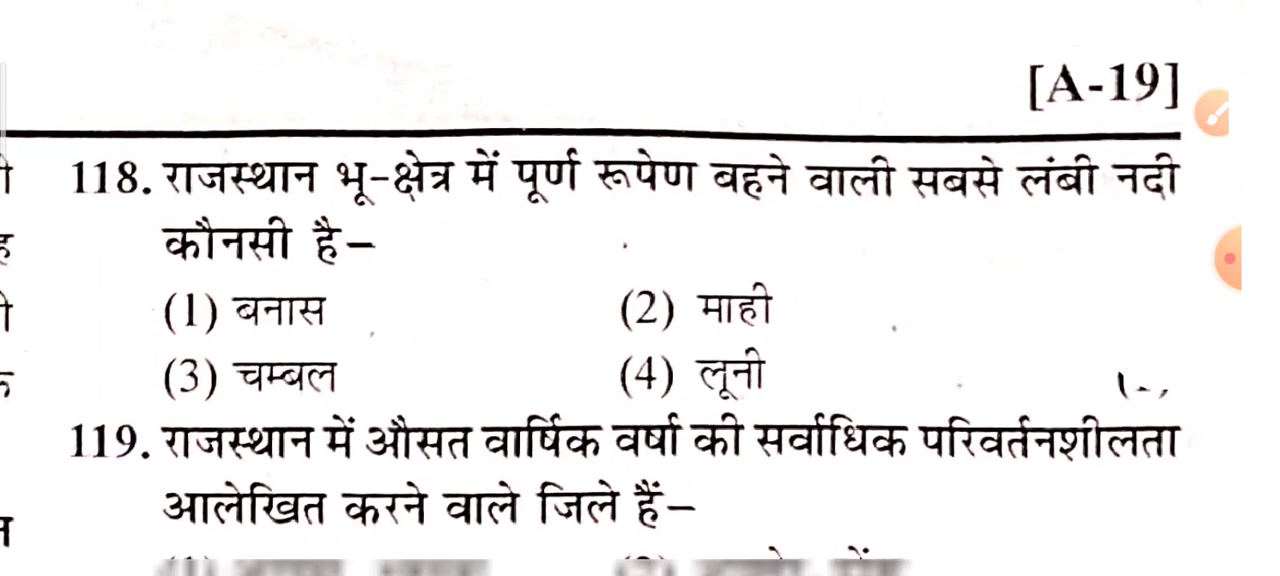 [A-19]
118. राजस्थान भू-क्षेत्र में पूर्ण रूपेण बहने वाली सबसे लंबी नदी
कौनसी है–
(1) बनास (2) माही
(3) चम्बल (4) लूनी
119. राजस्थान में औसत वार्षिक वर्षा की सर्वाधिक परिवर्तनशीलता
आलेखित करने वाले जिले हैं–